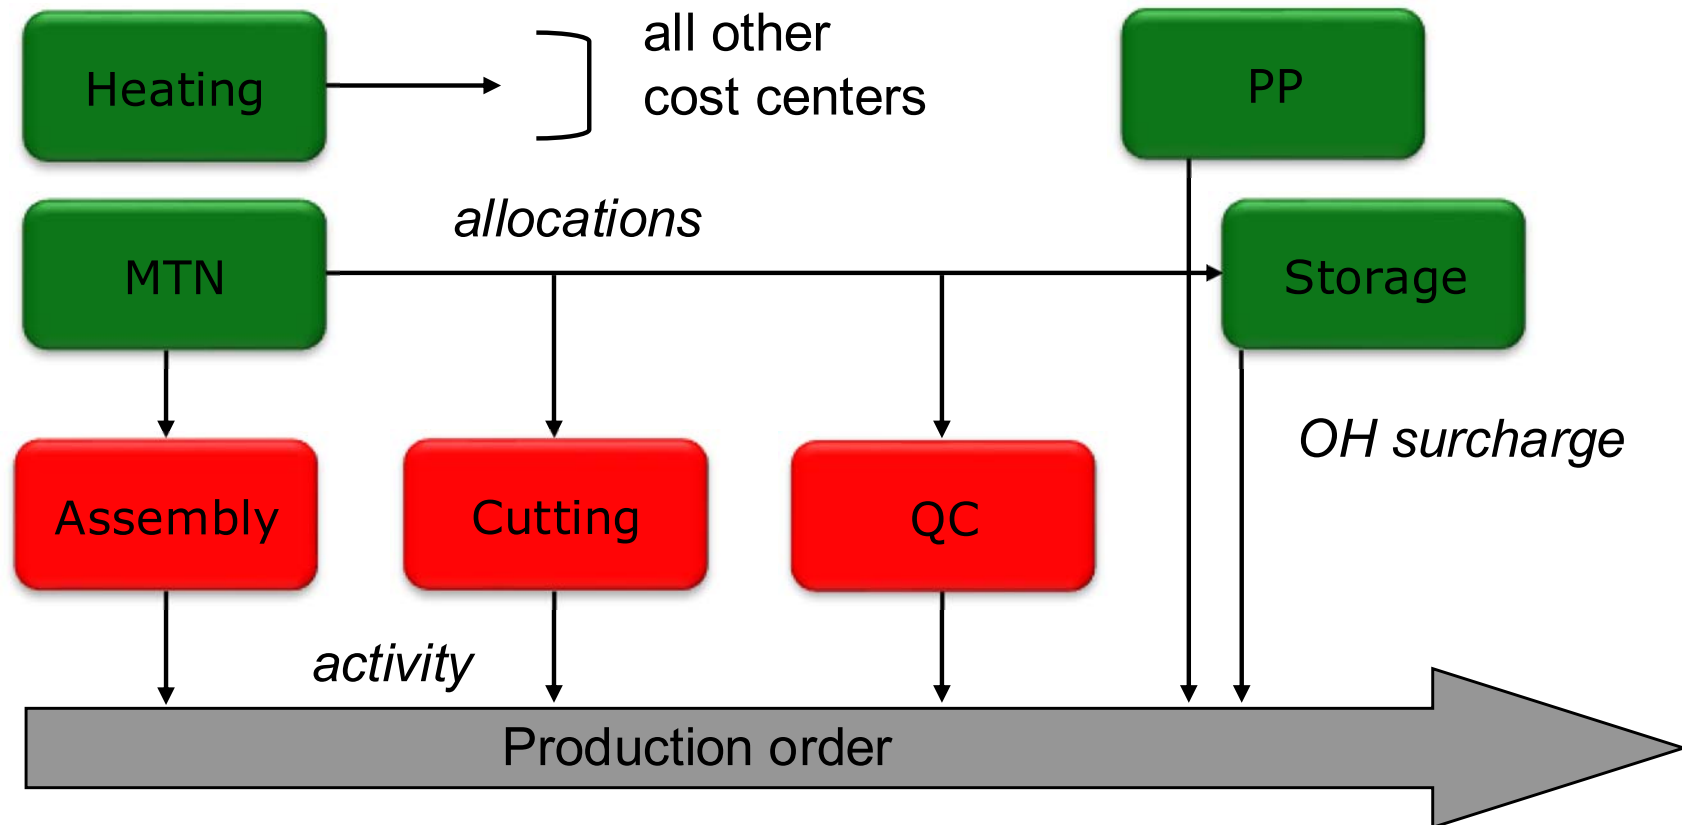 Heating
all other
cost centers
PP
MTN
allocations
Storage
OH surcharge
Assembly
Cutting
QC
activity
Production order